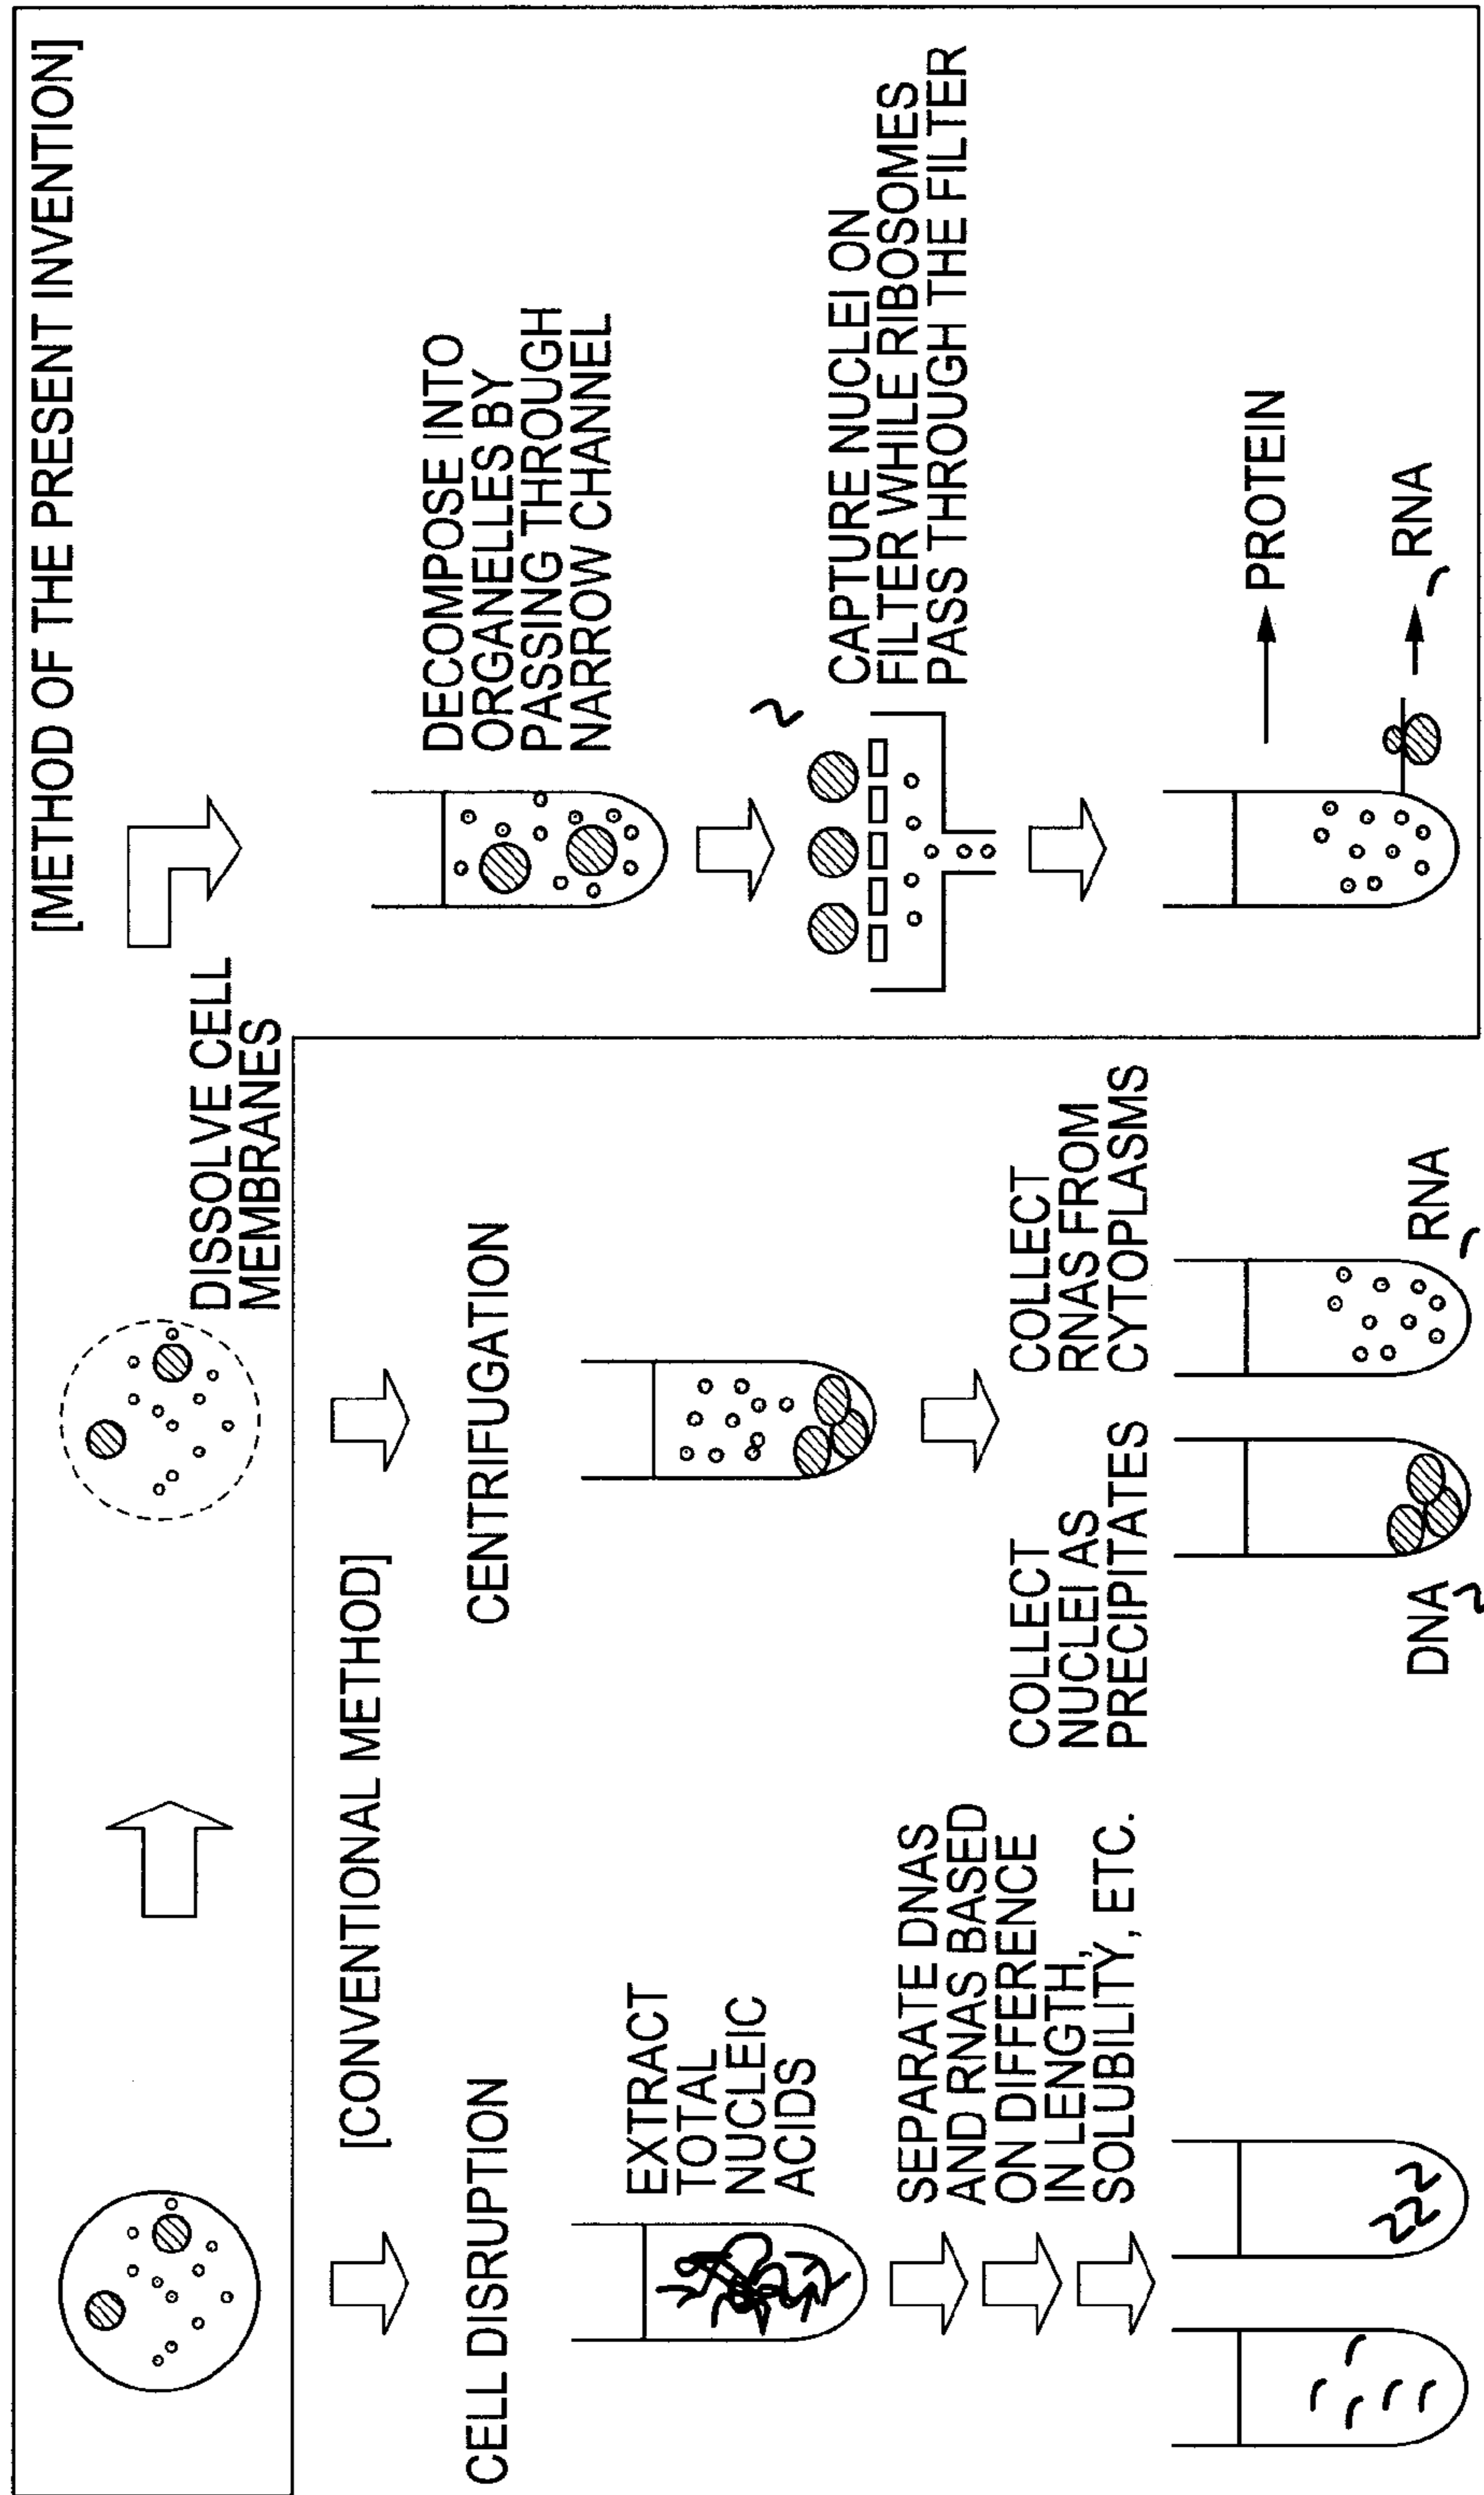 [METHOD OF THE PRESENT INVENTION]
DISSOLVE CELL
MEMBRANES
[CONVENTIONAL METHOD]
CELL DISRUPTION
EXTRACT
TOTAL
NUCLEIC
ACIDS
SEPARATE DNAS
AND RNAS BASED
ON DIFFERENCE
IN LENGTH,
SOLUBILITY, ETC.
CENTRIFUGATION
COLLECT
NUCLEI AS
PRECIPITATES
DNA
COLLECT
RNAS FROM
CYTOPLASMS
RNA
DECOMPOSE INTO
ORGANELLES BY
PASSING THROUGH
NARROW CHANNEL
CAPTURE NUCLEI ON
FILTER WHILE RIBOSOMES
PASS THROUGH THE FILTER
PROTEIN
RNA